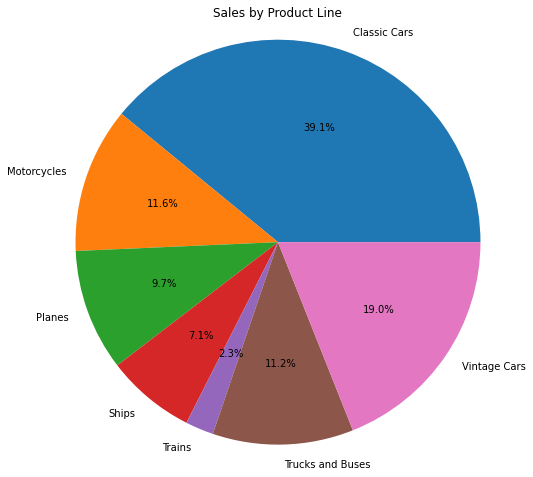 Sales by Product Line
Classic Cars
39.1%
Motorcycles
11.6%
Planes
9.7%
Ships
7.1%
Trains
2.3%
Trucks and Buses
11.2%
Vintage Cars
19.0%